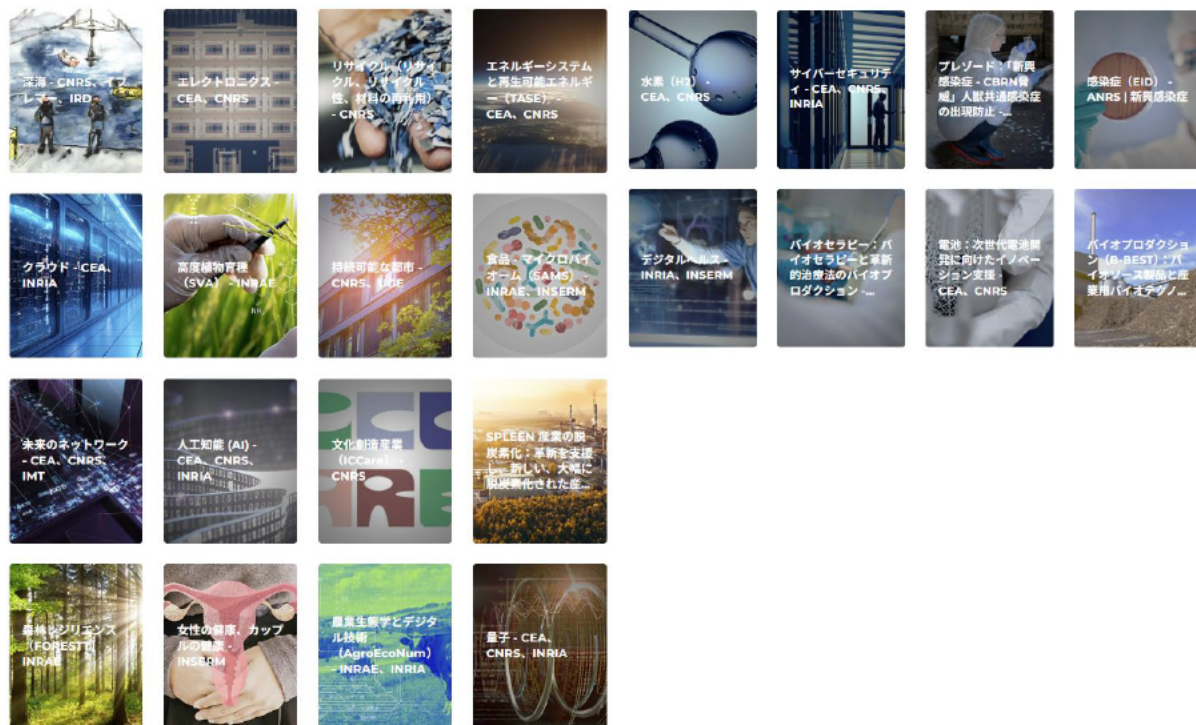 深海 - CNRS、イフ
レマー、IRD
エレクトロニクス -
CEA、CNRS
リサイクル（リサイ
クル、リサイクル
性、材料の再利用）
- CNRS
エネルギーシステム
と再生可能エネルギ
ー（TASE） -
CEA、CNRS
水素（H2） -
CEA、CNRS
サイバーセキュリテ
ィ - CEA、CNRS、
INRIA
プレゾード：「新興
感染症 - CBRN脅
威」人獣共通感染症
の出現防止 -...
感染症（EID） -
ANRS | 新興感染症
クラウド - CEA、
INRIA
高度植物育種
（SVA） - INRAE
持続可能な都市 -
CNRS、UGE
食品 - マイクロバイ
オーム（SAMS） -
INRAE、INSERM
デジタルヘルス -
INRIA、INSERM
バイオセラピー：バ
イオセラピーと革新
的治療法のバイオプ
ロダクション -...
電池：次世代電池開
発に向けたイノベー
ション支援 -
CEA、CNRS
バイオプロダクショ
ン（B-BEST）：バ
イオソース製品と産
業用バイオテクノ...
未来のネットワーク
- CEA、CNRS、
IMT
人工知能 (AI) -
CEA、CNRS、
INRIA
文化創造産業
（ICCare） -
CNRS
SPLEEN 産業の脱
炭素化：革新を支援
し、新しい、大幅に
脱炭素化された産...
森林レジリエンス
（FORESTT） -
INRAE
女性の健康、カップ
ルの健康 -
INSERM
農業生態学とデジタ
ル技術
（AgroEcoNum）
- INRAE、INRIA
量子 - CEA、
CNRS、INRIA